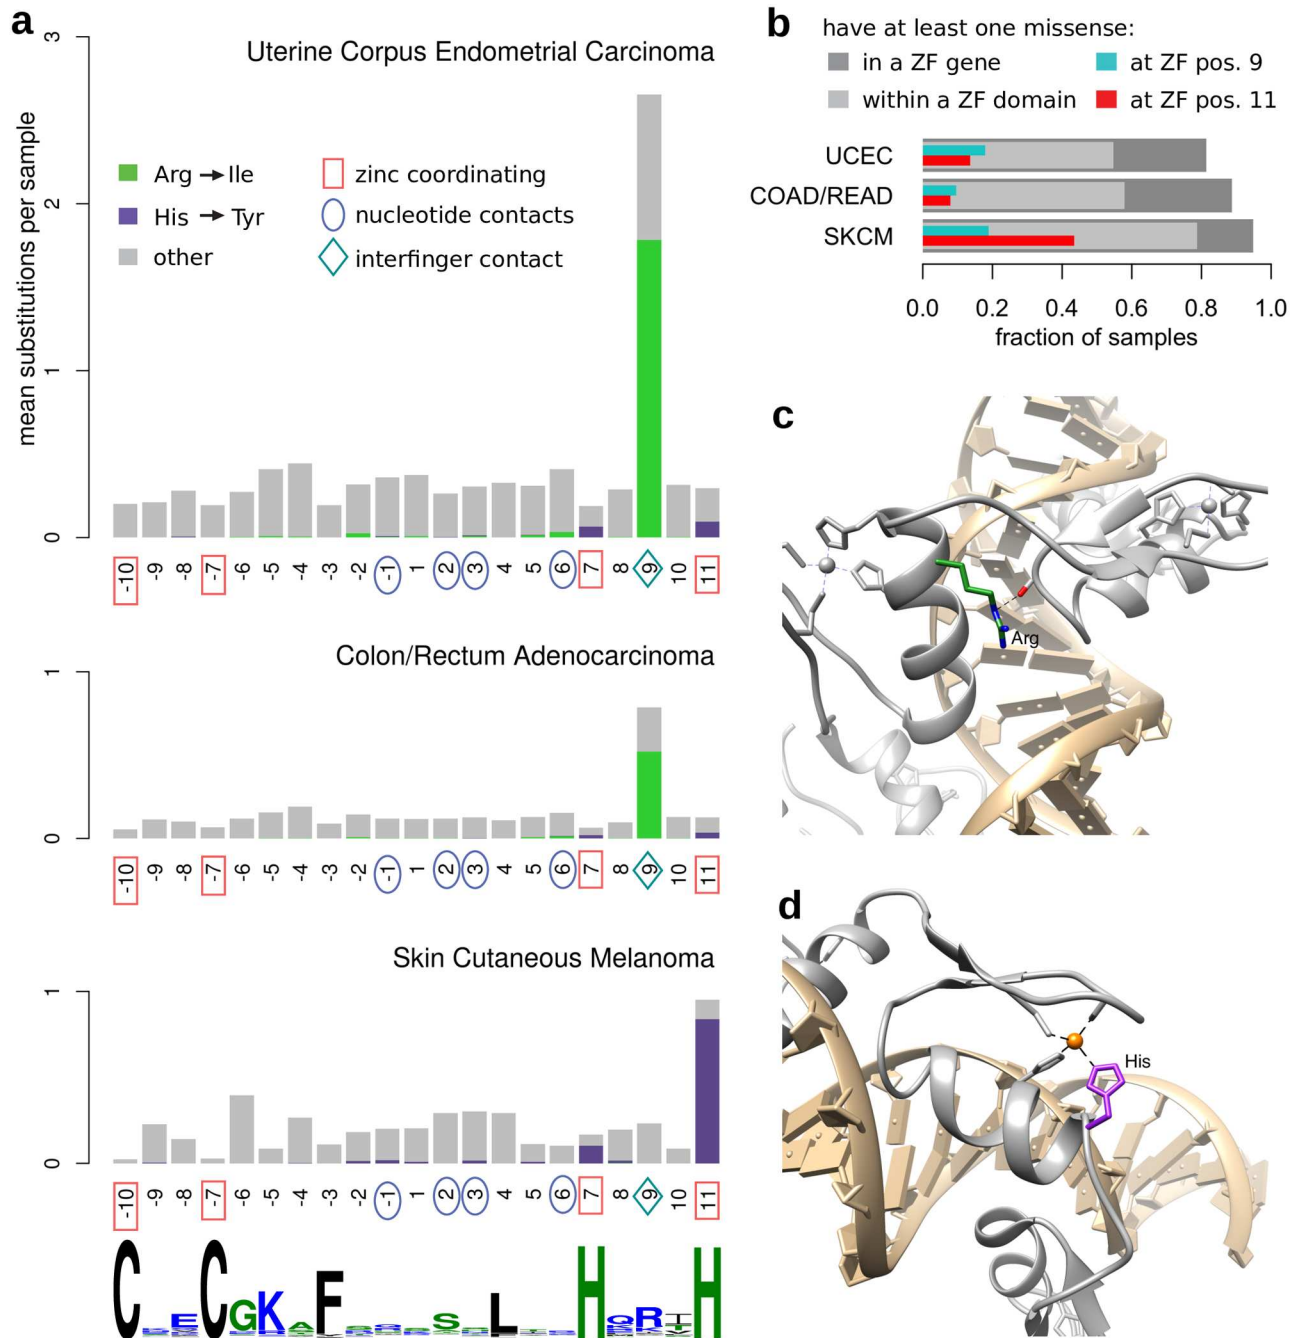 a
Uterine Corpus Endometrial Carcinoma
mean substitutions per sample
3
2
1
0
Arg → Ile
His → Tyr
other
zinc coordinating
nucleotide contacts
interfinger contact
-10 -9 -8 -7 -6 -5 -4 -3 -2 -1 1 2 3 4 5 6 7 8 9 10 11
Colon/Rectum Adenocarcinoma
1
0
-10 -9 -8 -7 -6 -5 -4 -3 -2 -1 1 2 3 4 5 6 7 8 9 10 11
Skin Cutaneous Melanoma
1
0
-10 -9 -8 -7 -6 -5 -4 -3 -2 -1 1 2 3 4 5 6 7 8 9 10 11
C E C G K A F S L H Q R T H
b
have at least one missense:
in a ZF gene
at ZF pos. 9
within a ZF domain
at ZF pos. 11
UCEC
COAD/READ
SKCM
0.0 0.2 0.4 0.6 0.8 1.0
fraction of samples
c
Arg
d
His